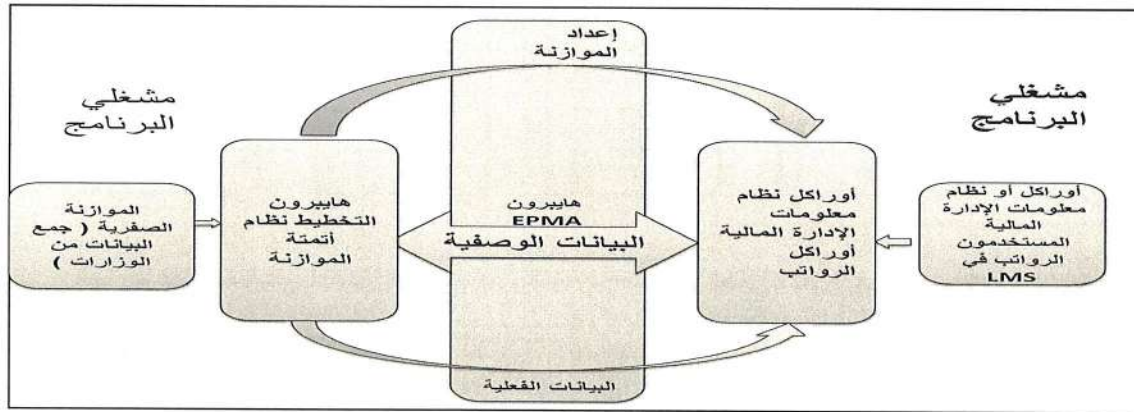 إعداد
الموازنة
مشغلي
البرنامج
أوراكل أو نظام
معلومات الإدارة
المالية
المستخدمون
الرواتب في
LMS
أوراكل نظام
معلومات
الإدارة المالية
أوراكل
الرواتب
هايبرون
EPMA
البيانات الوصفية
البيانات الفعلية
هايبرون
التخطيط نظام
أتمتة
الموازنة
مشغلي
البرنامج
الموازنة
الصفرية ( جمع
البيانات من
الوزارات )